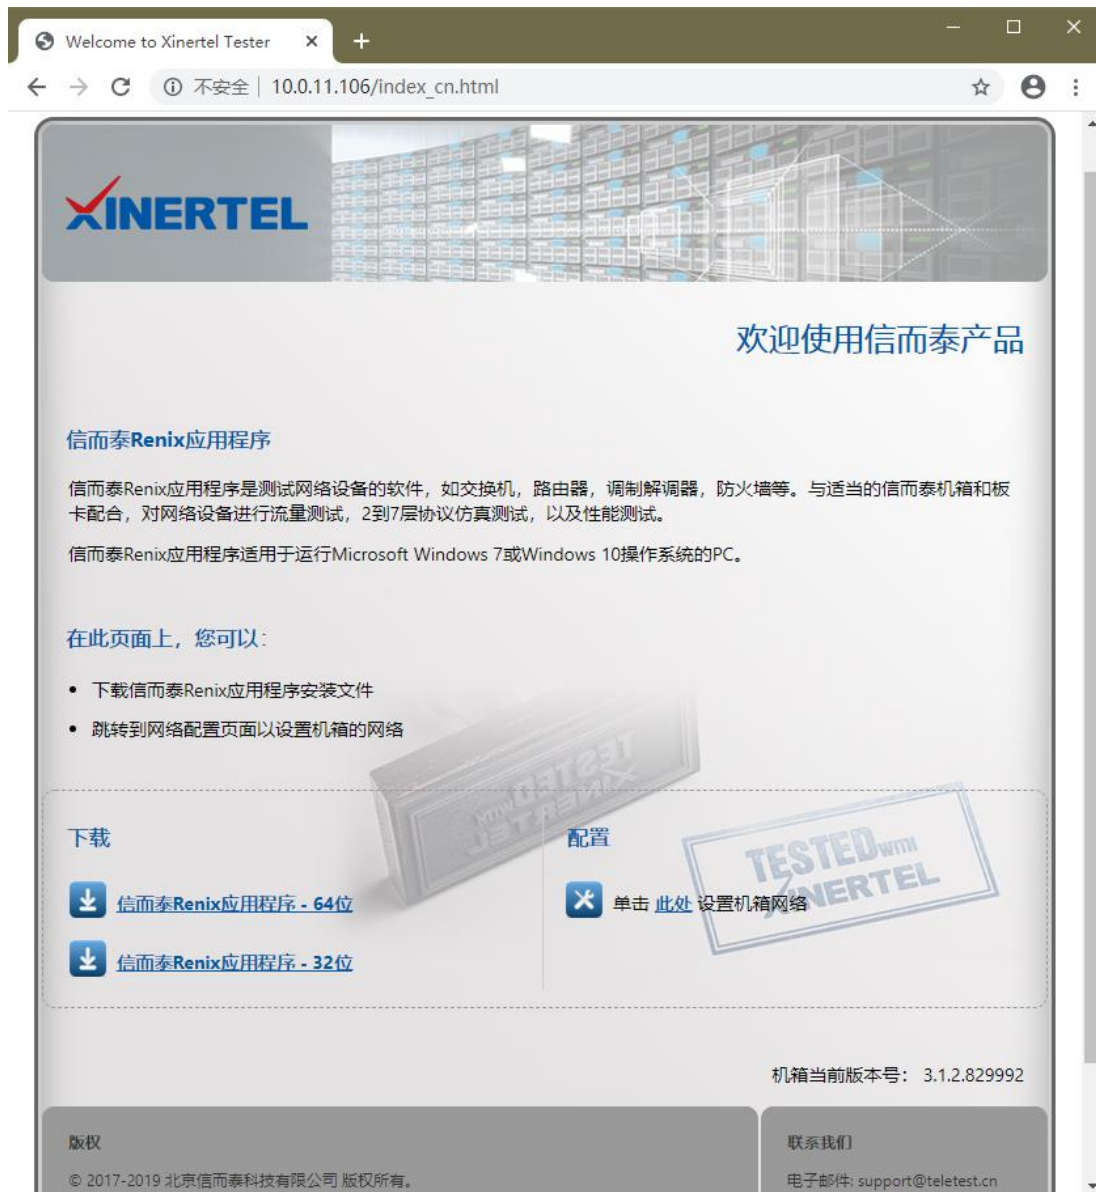 Welcome to Xinertel Tester
不安全 | 10.0.11.106/index_cn.html
XINERTEL
欢迎使用信而泰产品
信而泰Renix应用程序
信而泰Renix应用程序是测试网络设备的软件，如交换机，路由器，调制解调器，防火墙等。与适当的信而泰机箱和板
卡配合，对网络设备进行流量测试，2到7层协议仿真测试，以及性能测试。
信而泰Renix应用程序适用于运行Microsoft Windows 7或Windows 10操作系统的PC。
在此页面上，您可以：
• 下载信而泰Renix应用程序安装文件
• 跳转到网络配置页面以设置机箱的网络
TESTED WITH
XINERTEL
下载
信而泰Renix应用程序 - 64位
信而泰Renix应用程序 - 32位
配置
单击 此处 设置机箱网络
TESTED WITH
XINERTEL
机箱当前版本号： 3.1.2.829992
版权
© 2017-2019 北京信而泰科技有限公司 版权所有。
联系我们
电子邮件: support@teletest.cn